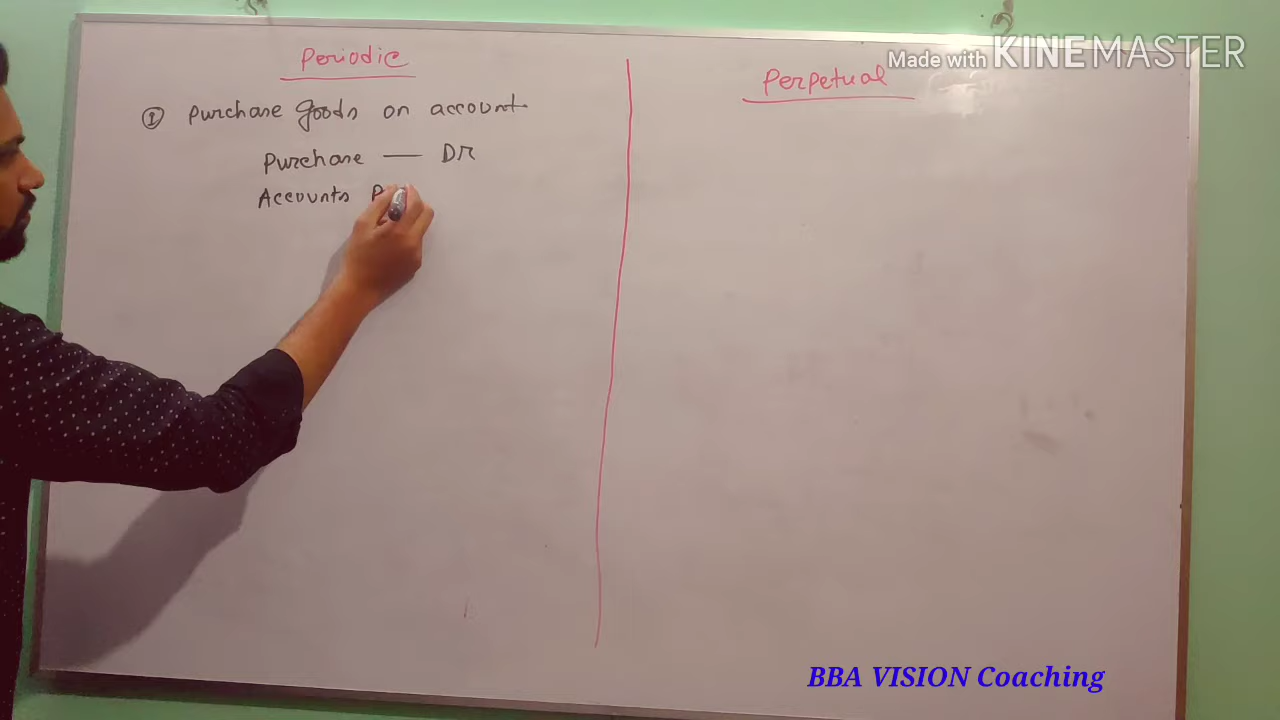 Periodic
① Purchase goods on account
Purchase — DR
Accounts P
Perpetual
Made with KINEMASTER
BBA VISION Coaching